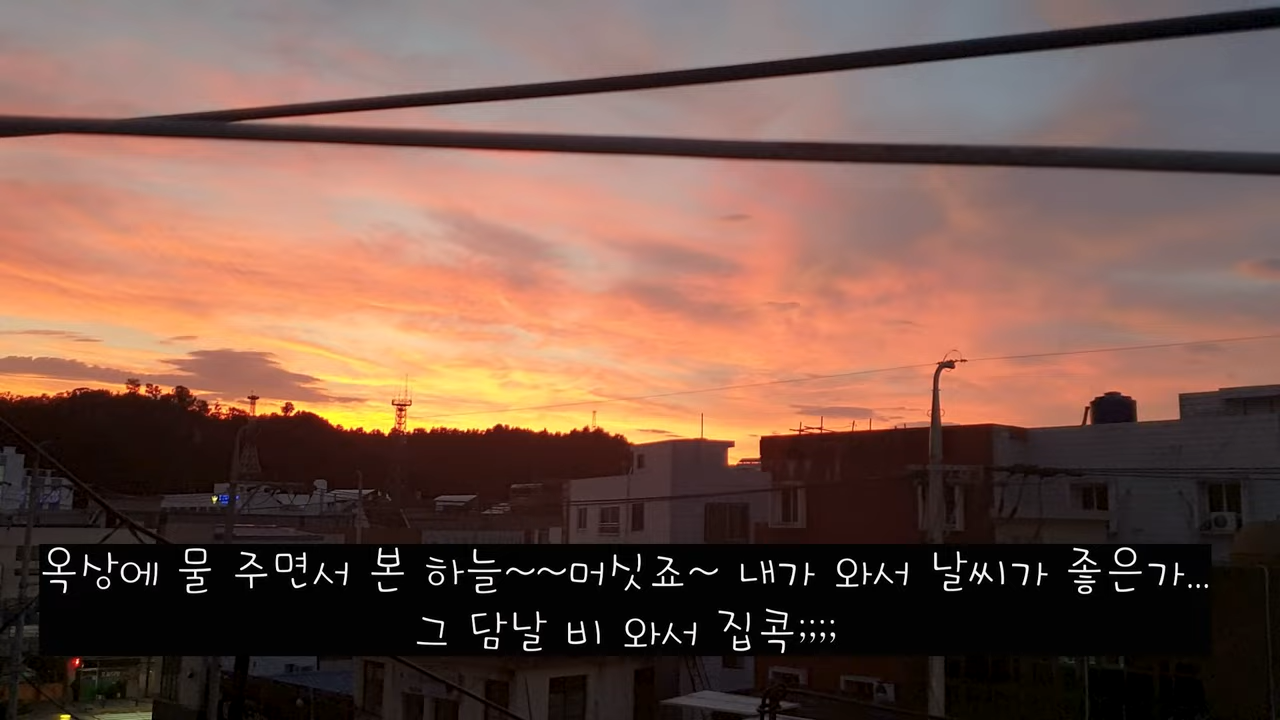 옥상에 물 주면서 본 하늘~~머싯죠~ 내가 와서 날씨가 좋은가...
그 담날 비 와서 집콕;;;;